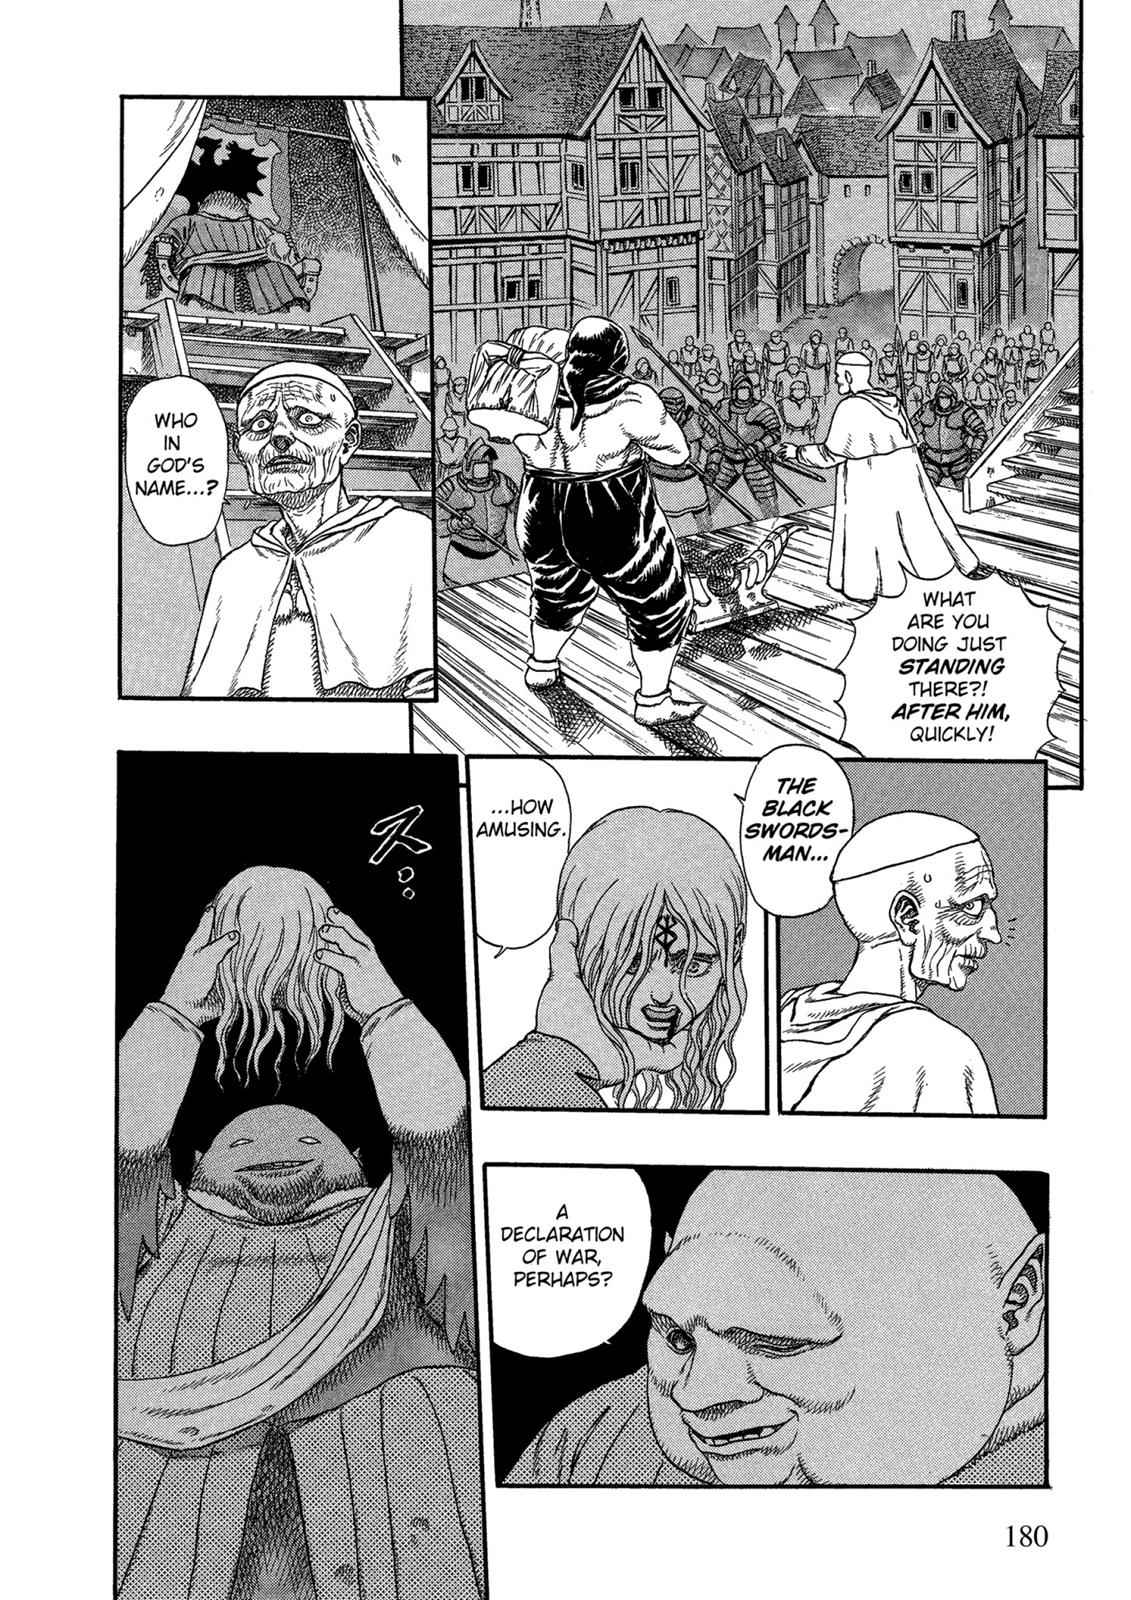 WHAT
ARE YOU
DOING JUST
STANDING
THERE?!
AFTER HIM,
QUICKLY!
WHO
IN
GOD'S
NAME...?
THE
BLACK
SWORDS-
MAN...
...HOW
AMUSING.
A
DECLARATION
OF WAR,
PERHAPS?
ス
180